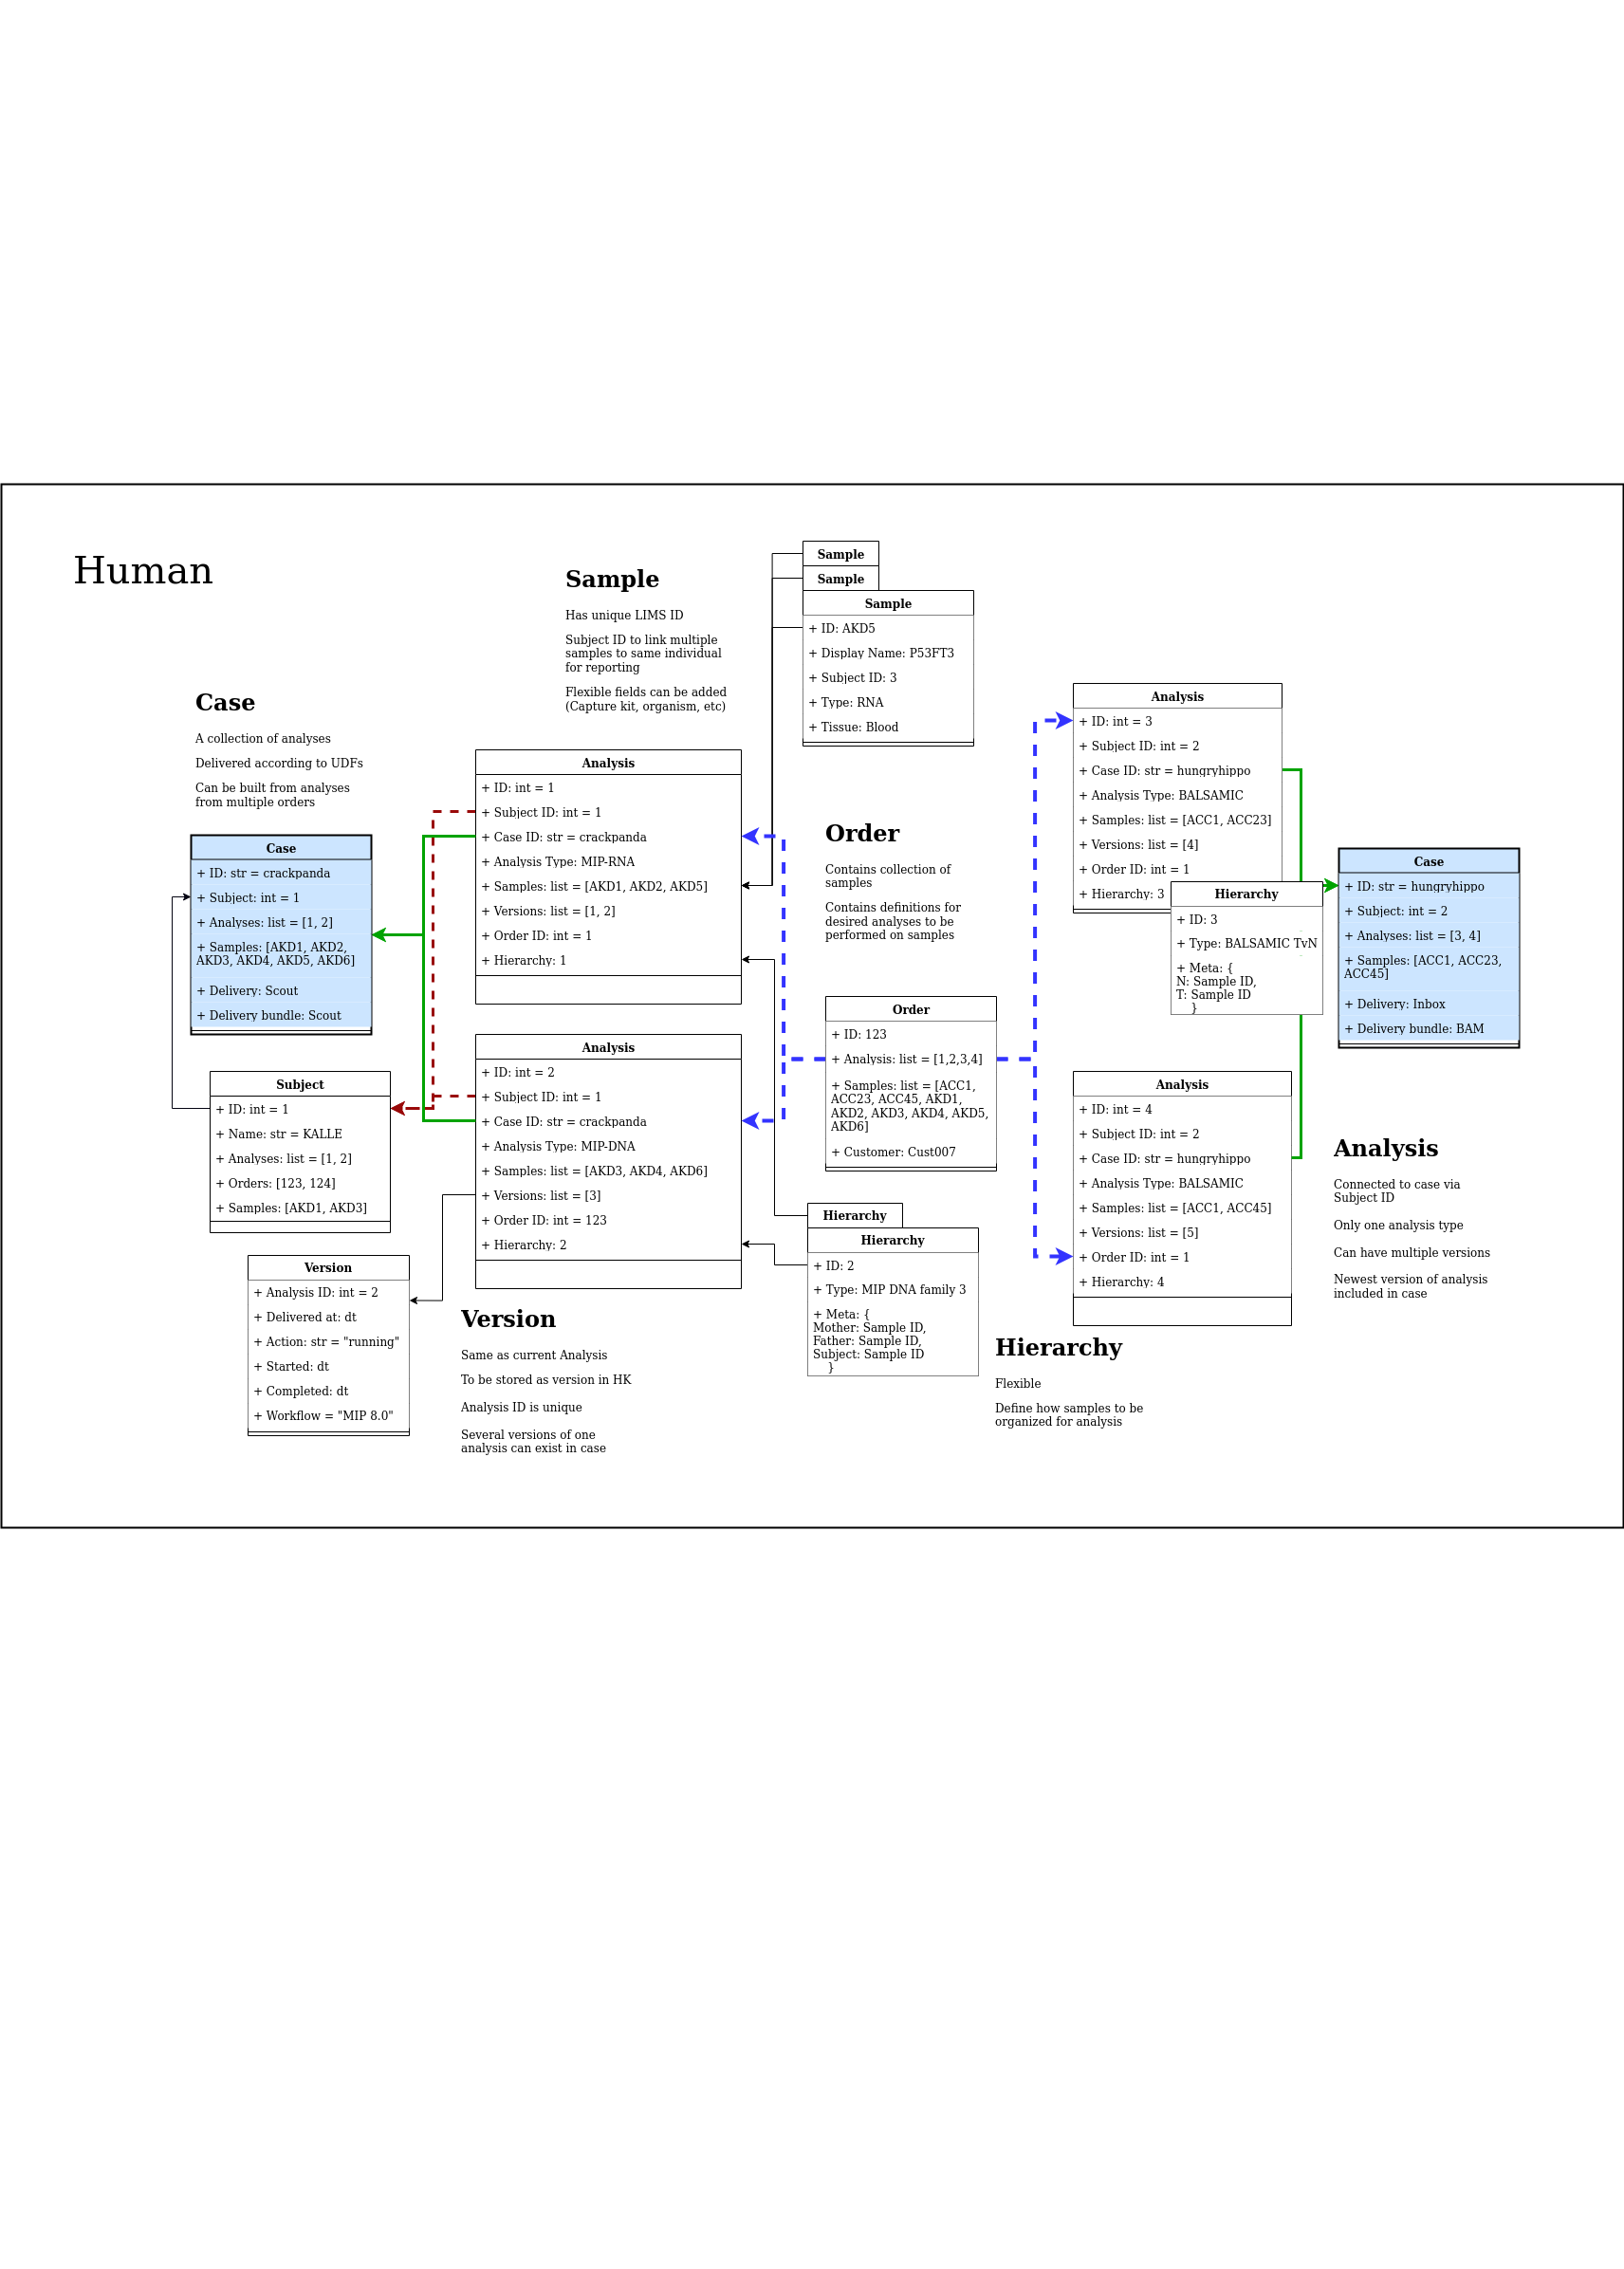 Human
Sample
Has unique LIMS ID
Subject ID to link multiple
samples to same individual
for reporting
Flexible fields can be added
(Capture kit, organism, etc)
Sample
Sample
Sample
+ ID: AKD5
+ Display Name: P53FT3
+ Subject ID: 3
+ Type: RNA
+ Tissue: Blood
Case
A collection of analyses
Delivered according to UDFs
Can be built from analyses
from multiple orders
Case
+ ID: str = crackpanda
+ Subject: int = 1
+ Analyses: list = [1, 2]
+ Samples: [AKD1, AKD2,
AKD3, AKD4, AKD5, AKD6]
+ Delivery: Scout
+ Delivery bundle: Scout
Analysis
+ ID: int = 1
+ Subject ID: int = 1
+ Case ID: str = crackpanda
+ Analysis Type: MIP-RNA
+ Samples: list = [AKD1, AKD2, AKD5]
+ Versions: list = [1, 2]
+ Order ID: int = 1
+ Hierarchy: 1
Order
Contains collection of
samples
Contains definitions for
desired analyses to be
performed on samples
Order
+ ID: 123
+ Analysis: list = [1,2,3,4]
+ Samples: list = [ACC1,
ACC23, ACC45, AKD1,
AKD2, AKD3, AKD4, AKD5,
AKD6]
+ Customer: Cust007
Analysis
+ ID: int = 3
+ Subject ID: int = 2
+ Case ID: str = hungryhippo
+ Analysis Type: BALSAMIC
+ Samples: list = [ACC1, ACC23]
+ Versions: list = [4]
+ Order ID: int = 1
+ Hierarchy: 3
Hierarchy
+ ID: 3
+ Type: BALSAMIC TvN
+ Meta: {
N: Sample ID,
T: Sample ID
}
Case
+ ID: str = hungryhippo
+ Subject: int = 2
+ Analyses: list = [3, 4]
+ Samples: [ACC1, ACC23,
ACC45]
+ Delivery: Inbox
+ Delivery bundle: BAM
Subject
+ ID: int = 1
+ Name: str = KALLE
+ Analyses: list = [1, 2]
+ Orders: [123, 124]
+ Samples: [AKD1, AKD3]
Analysis
+ ID: int = 2
+ Subject ID: int = 1
+ Case ID: str = crackpanda
+ Analysis Type: MIP-DNA
+ Samples: list = [AKD3, AKD4, AKD6]
+ Versions: list = [3]
+ Order ID: int = 123
+ Hierarchy: 2
Analysis
+ ID: int = 4
+ Subject ID: int = 2
+ Case ID: str = hungryhippo
+ Analysis Type: BALSAMIC
+ Samples: list = [ACC1, ACC45]
+ Versions: list = [5]
+ Order ID: int = 1
+ Hierarchy: 4
Analysis
Connected to case via
Subject ID
Only one analysis type
Can have multiple versions
Newest version of analysis
included in case
Version
+ Analysis ID: int = 2
+ Delivered at: dt
+ Action: str = "running"
+ Started: dt
+ Completed: dt
+ Workflow = "MIP 8.0"
Version
Same as current Analysis
To be stored as version in HK
Analysis ID is unique
Several versions of one
analysis can exist in case
Hierarchy
Hierarchy
+ ID: 2
+ Type: MIP DNA family 3
+ Meta: {
Mother: Sample ID,
Father: Sample ID,
Subject: Sample ID
}
Hierarchy
Flexible
Define how samples to be
organized for analysis